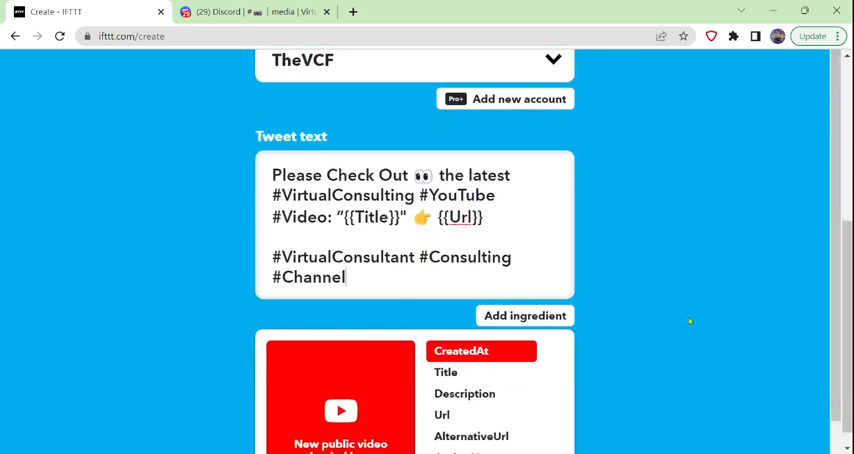 Create - IFTTT
(29) Discord | # | media | Virtu
ifttt.com/create
Update
TheVCF
Pro+ Add new account
Tweet text
Please Check Out 👀 the latest
#VirtualConsulting #YouTube
#Video: "{{Title}}" 👉 {{Url}}
#VirtualConsultant #Consulting
#Channel
Add ingredient
CreatedAt
Title
Description
Url
AlternativeUrl
New public video